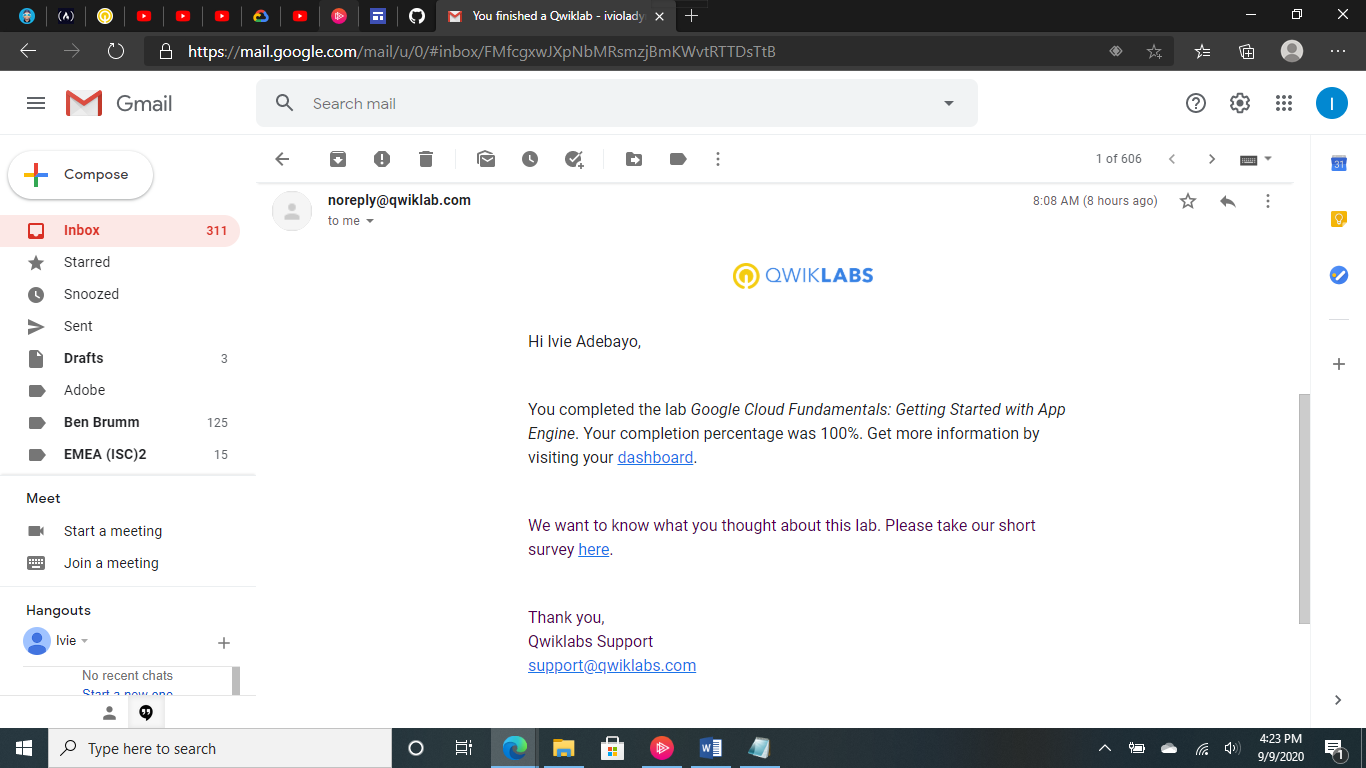 You finished a Qwiklab - iviolady
https://mail.google.com/mail/u/0/#inbox/FMfcgxwJXpNbMRsmzjBmKWvtRTTDsTtB
Gmail
Search mail
I
Compose
1 of 606
31
noreply@qwiklab.com
8:08 AM (8 hours ago)
to me
Inbox 311
Starred
Snoozed
Sent
Drafts 3
Adobe
Ben Brumm 125
EMEA (ISC)2 15
QWIKLABS
Hi Ivie Adebayo,
You completed the lab Google Cloud Fundamentals: Getting Started with App
Engine. Your completion percentage was 100%. Get more information by
visiting your dashboard.
We want to know what you thought about this lab. Please take our short
survey here.
Thank you,
Qwiklabs Support
support@qwiklabs.com
Meet
Start a meeting
Join a meeting
Hangouts
Ivie
No recent chats
Start a new one
Type here to search
4:23 PM
9/9/2020
1